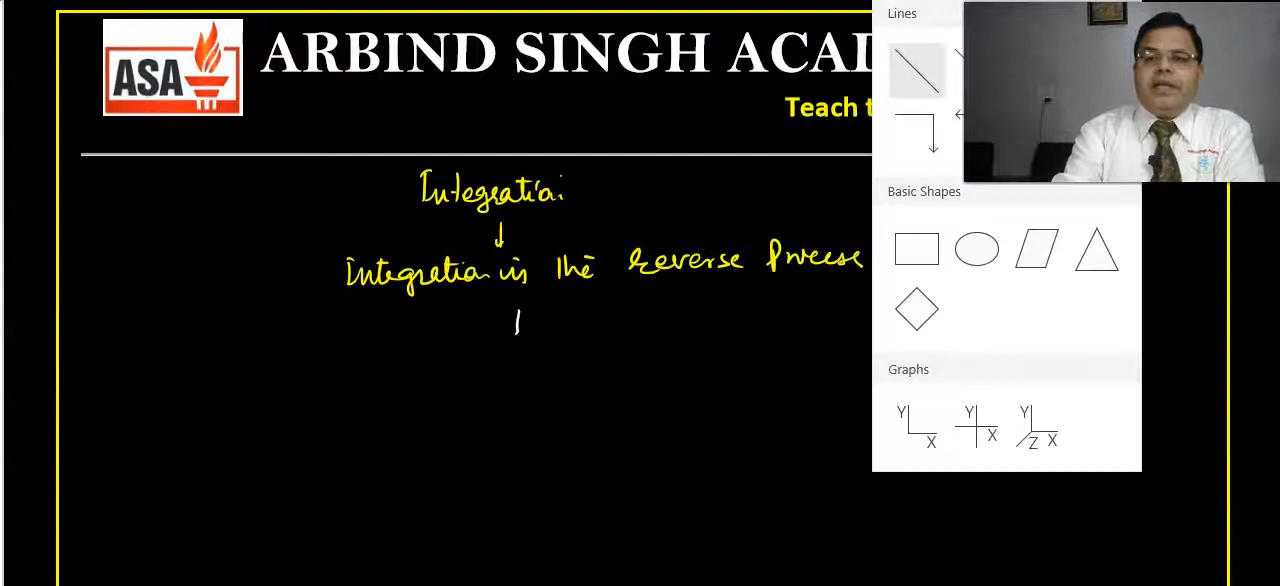 ASA
ARBIND SINGH ACAD
Teach t
Integration
↓
Integration is the reverse Process
Lines
Basic Shapes
Graphs
Y X
Y X
Y Z X